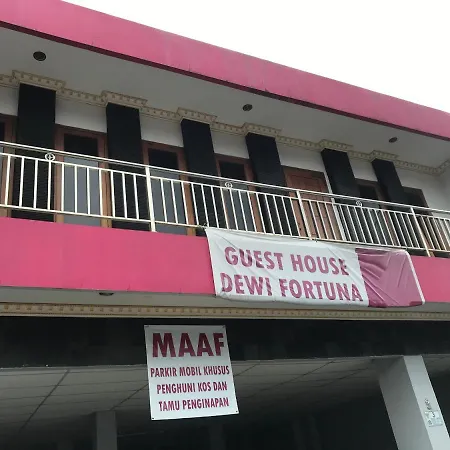 GUEST HOUSE
DEWI FORTUNA
MAAF
PARKIR MOBIL KHUSUS
PENGHUNI KOS DAN
TAMU PENGINAPAN